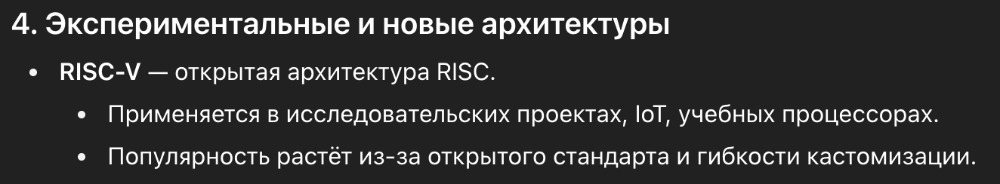 4. Экспериментальные и новые архитектуры
• RISC-V — открытая архитектура RISC.
• Применяется в исследовательских проектах, IoT, учебных процессорах.
• Популярность растёт из-за открытого стандарта и гибкости кастомизации.